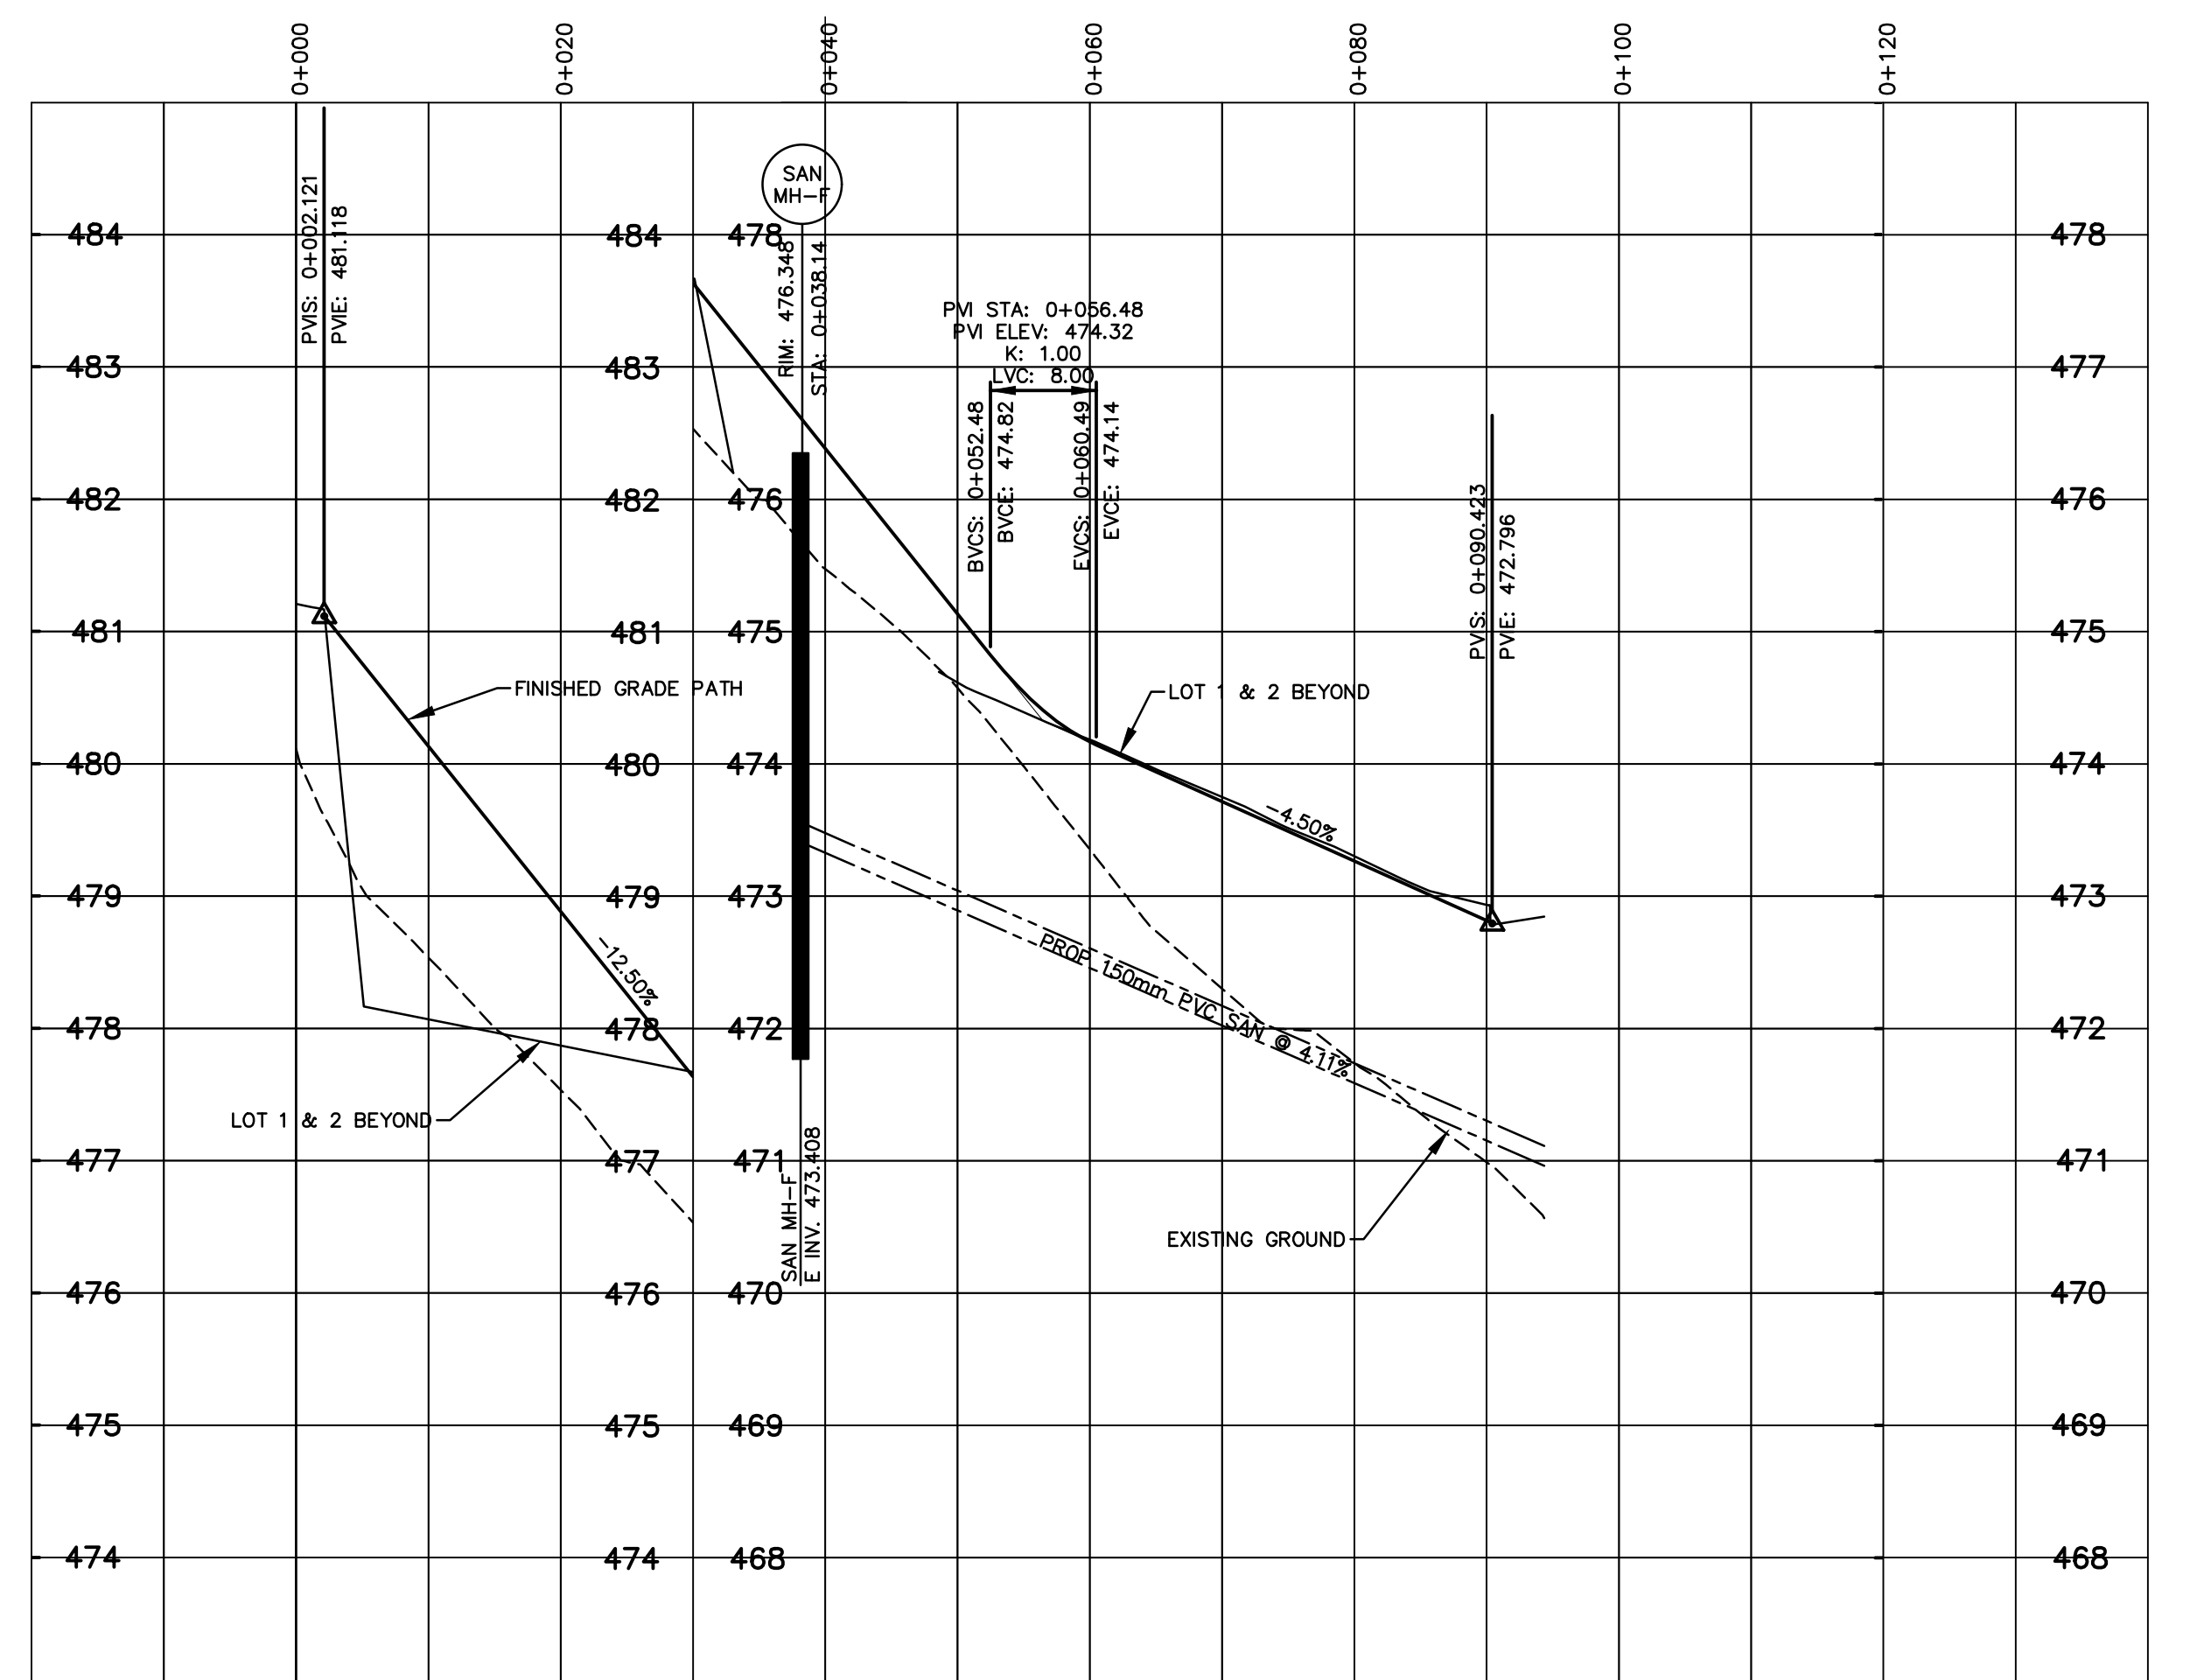 0+000
0+020
0+040
0+060
0+080
0+100
0+120
SAN
MH-F
PVIS: 0+002.121
PVIE: 481.118
RIM: 476.348
STA: 0+038.14
PVI STA: 0+056.48
PVI ELEV: 474.32
K: 1.00
LVC: 8.00
BVCS: 0+052.48
BVCE: 474.82
EVCS: 0+060.49
EVCE: 474.14
PVIS: 0+090.423
PVIE: 472.796
484
483
482
481
480
479
478
477
476
475
474
484
483
482
481
480
479
478
477
476
475
474
478
476
475
474
473
472
471
470
469
468
478
477
476
475
474
473
472
471
470
469
468
FINISHED GRADE PATH
LOT 1 & 2 BEYOND
-4.50%
-12.50%
PROP 150mm PVC SAN @ 4.11%
LOT 1 & 2 BEYOND
SAN MH-F
E INV. 473.408
EXISTING GROUND